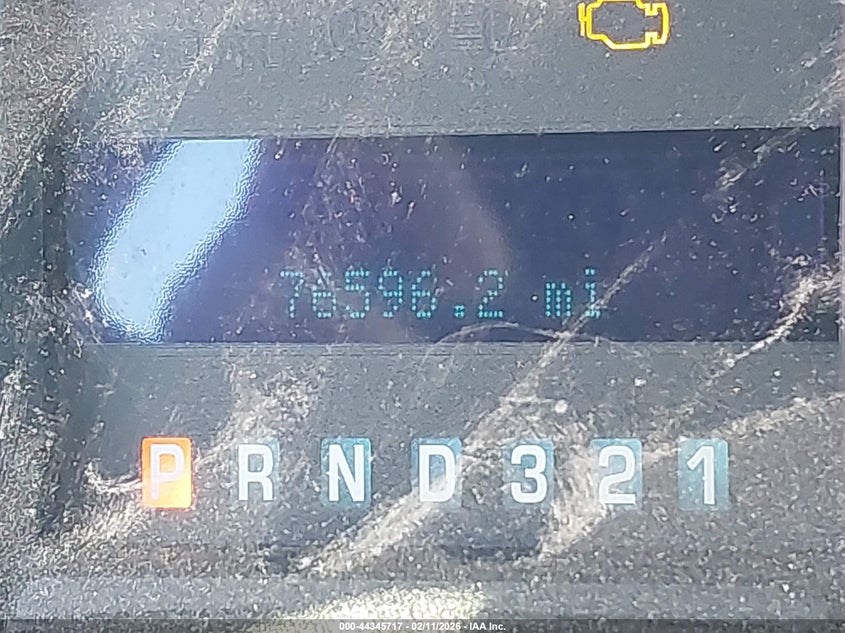 76596.2 mi
P R N D 3 2 1
000-44345717 - 02/11/2026 - IAA Inc.